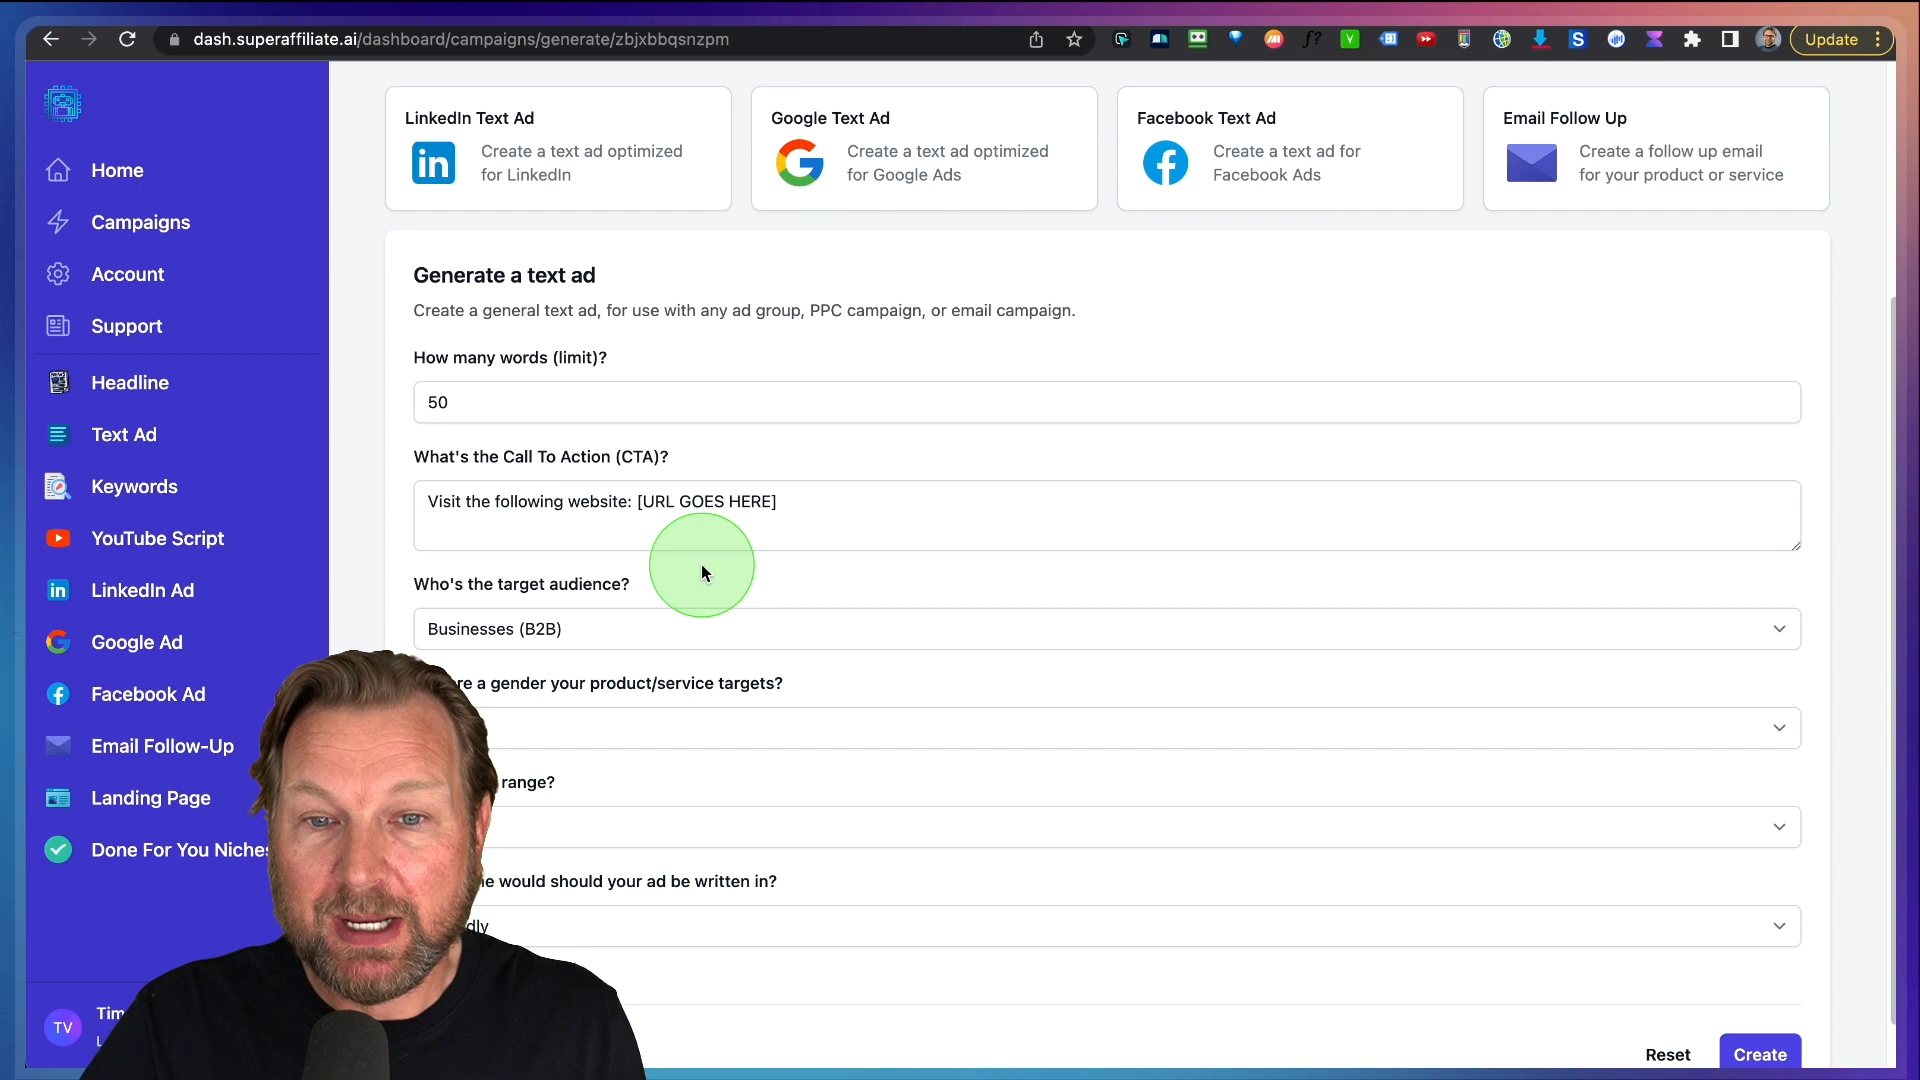 dash.superaffiliate.ai/dashboard/campaigns/generate/zbjxbbqsnzpm
Update
Home
Campaigns
Account
Support
Headline
Text Ad
Keywords
YouTube Script
LinkedIn Ad
Google Ad
Facebook Ad
Email Follow-Up
Landing Page
Done For You Niches
TV
Tim
L
LinkedIn Text Ad
Create a text ad optimized
for LinkedIn
Google Text Ad
Create a text ad optimized
for Google Ads
Facebook Text Ad
Create a text ad for
Facebook Ads
Email Follow Up
Create a follow up email
for your product or service
Generate a text ad
Create a general text ad, for use with any ad group, PPC campaign, or email campaign.
How many words (limit)?
50
What's the Call To Action (CTA)?
Visit the following website: [URL GOES HERE]
Who's the target audience?
Businesses (B2B)
re a gender your product/service targets?
range?
would should your ad be written in?
dly
Reset
Create